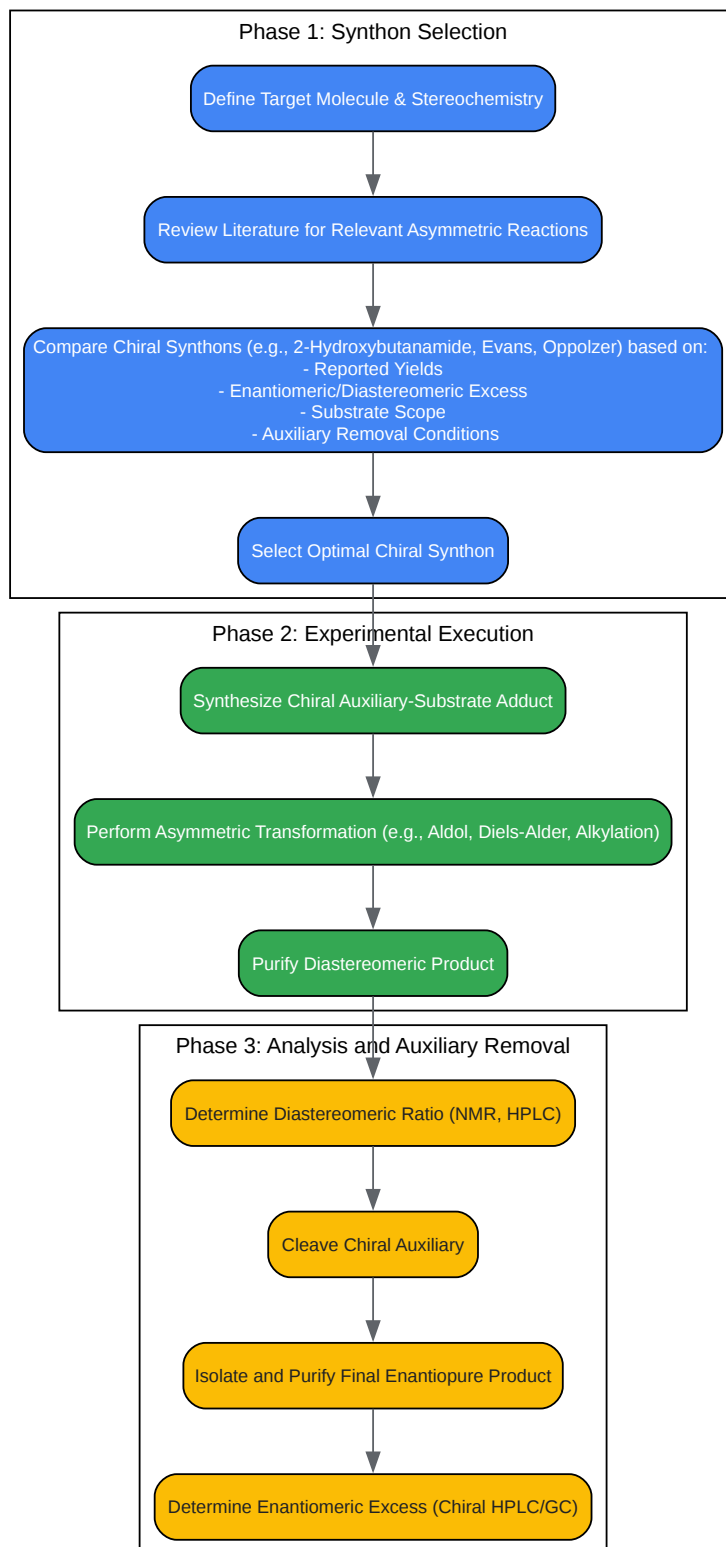 Phase 1: Synthon Selection
Define Target Molecule & Stereochemistry
Review Literature for Relevant Asymmetric Reactions
Compare Chiral Synthons (e.g., 2-Hydroxybutanamide, Evans, Oppolzer) based on:
- Reported Yields
- Enantiomeric/Diastereomeric Excess
- Substrate Scope
- Auxiliary Removal Conditions
Select Optimal Chiral Synthon
Phase 2: Experimental Execution
Synthesize Chiral Auxiliary-Substrate Adduct
Perform Asymmetric Transformation (e.g., Aldol, Diels-Alder, Alkylation)
Purify Diastereomeric Product
Phase 3: Analysis and Auxiliary Removal
Determine Diastereomeric Ratio (NMR, HPLC)
Cleave Chiral Auxiliary
Isolate and Purify Final Enantiopure Product
Determine Enantiomeric Excess (Chiral HPLC/GC)